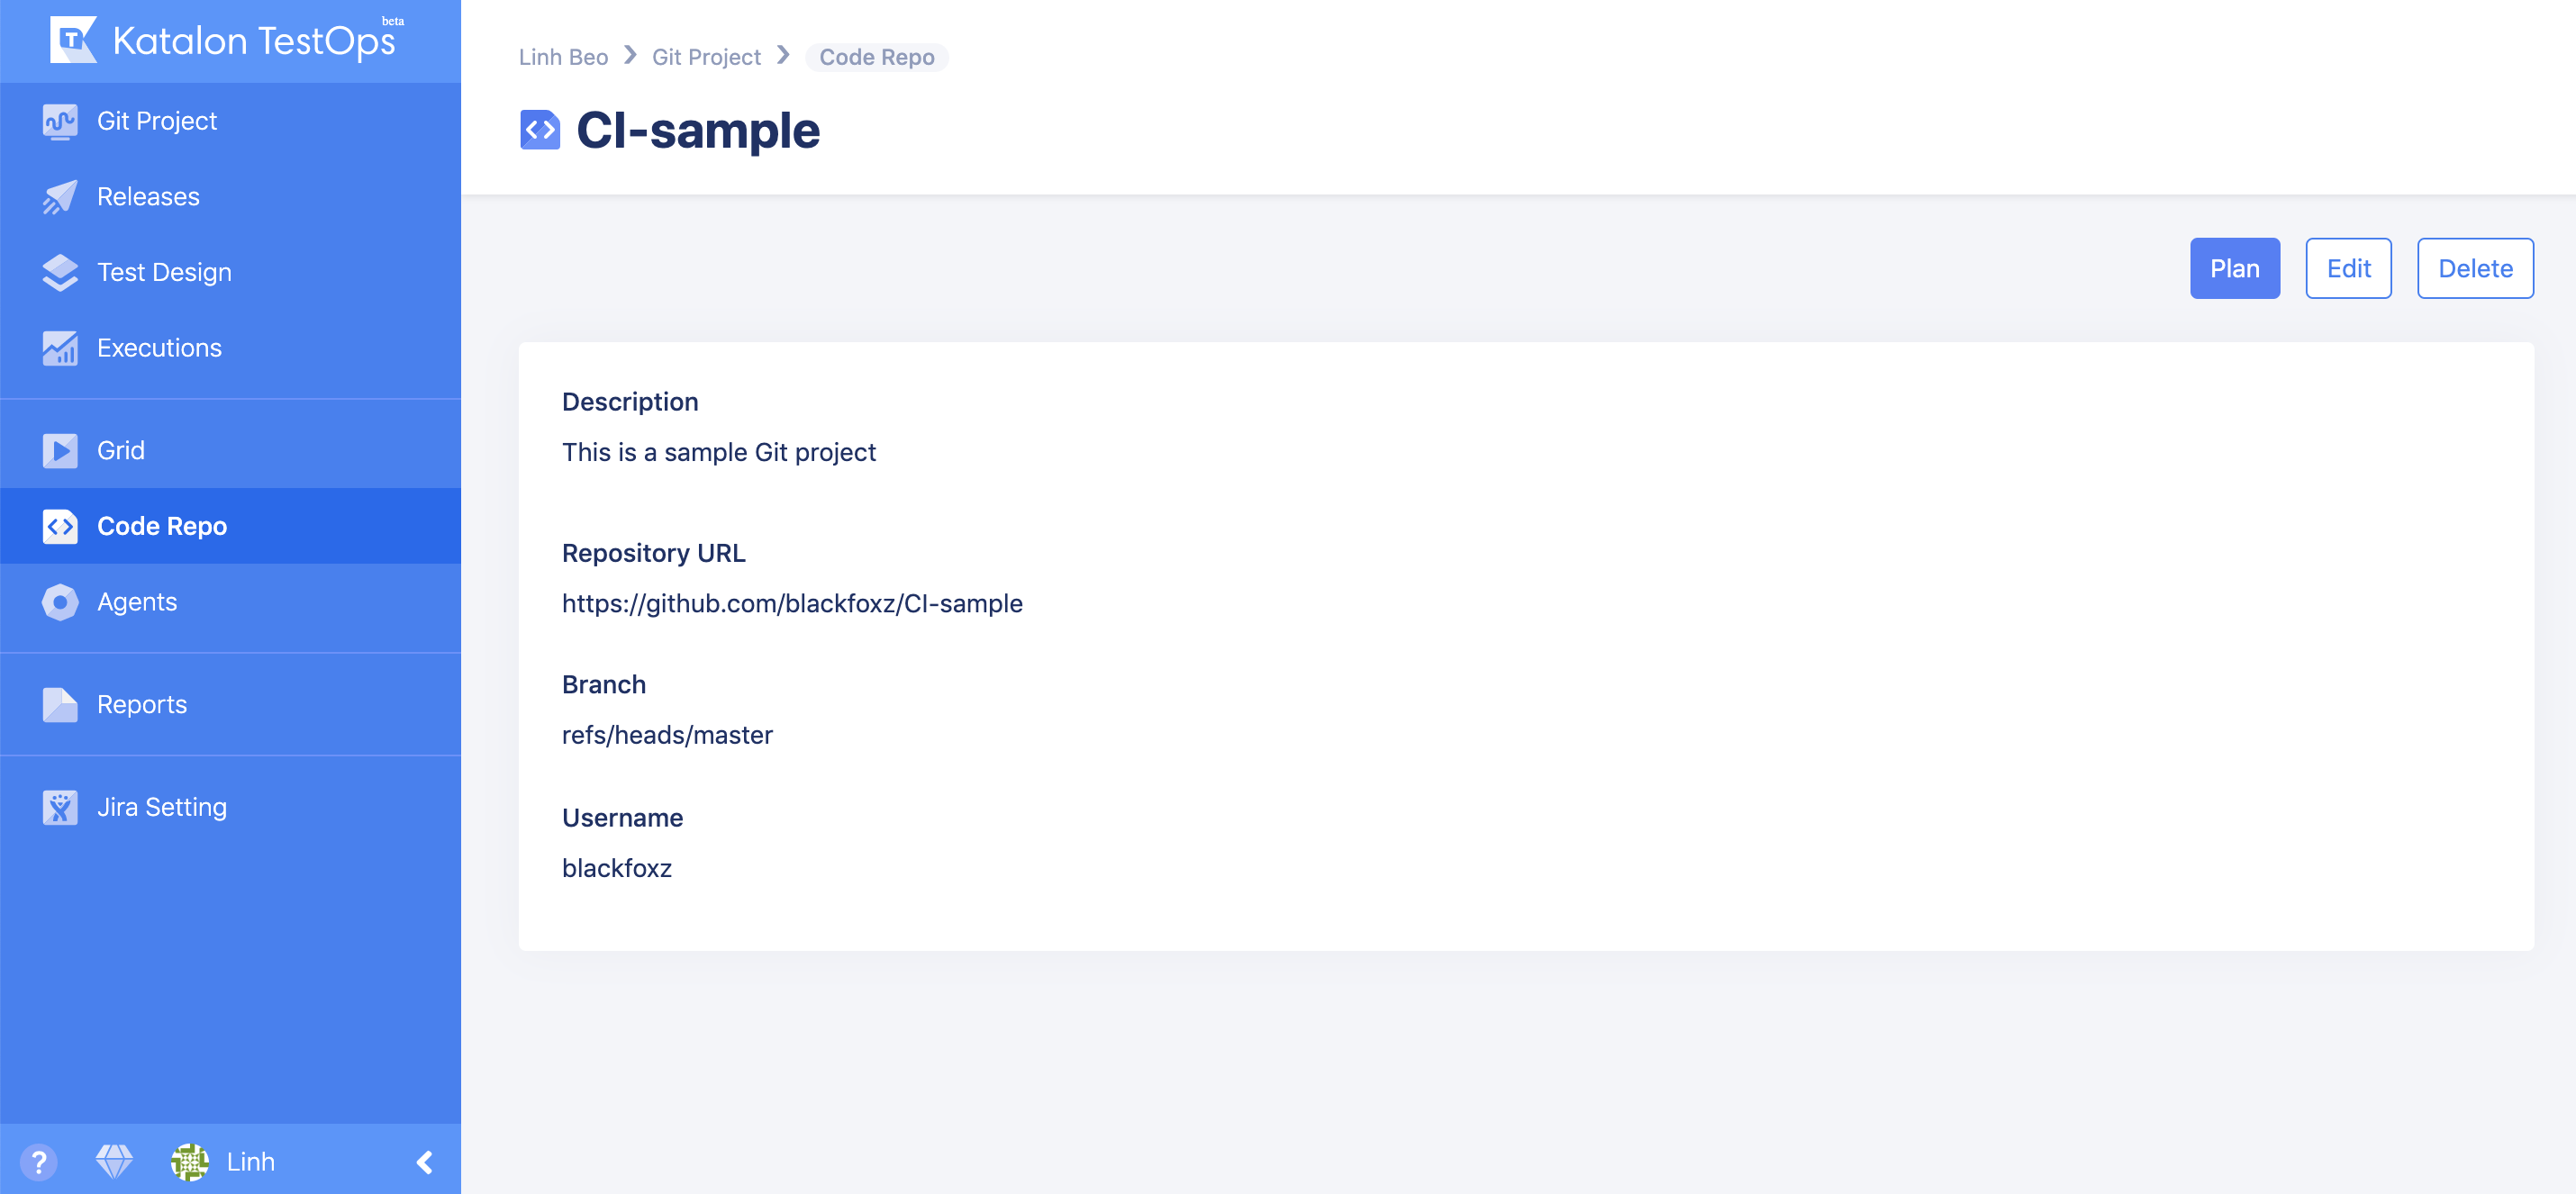 Katalon TestOps beta
Git Project
Releases
Test Design
Executions
Grid
Code Repo
Agents
Reports
Jira Setting
? Linh
Linh Beo Git Project Code Repo
CI-sample
Plan Edit Delete
Description
This is a sample Git project
Repository URL
https://github.com/blackfoxz/CI-sample
Branch
refs/heads/master
Username
blackfoxz